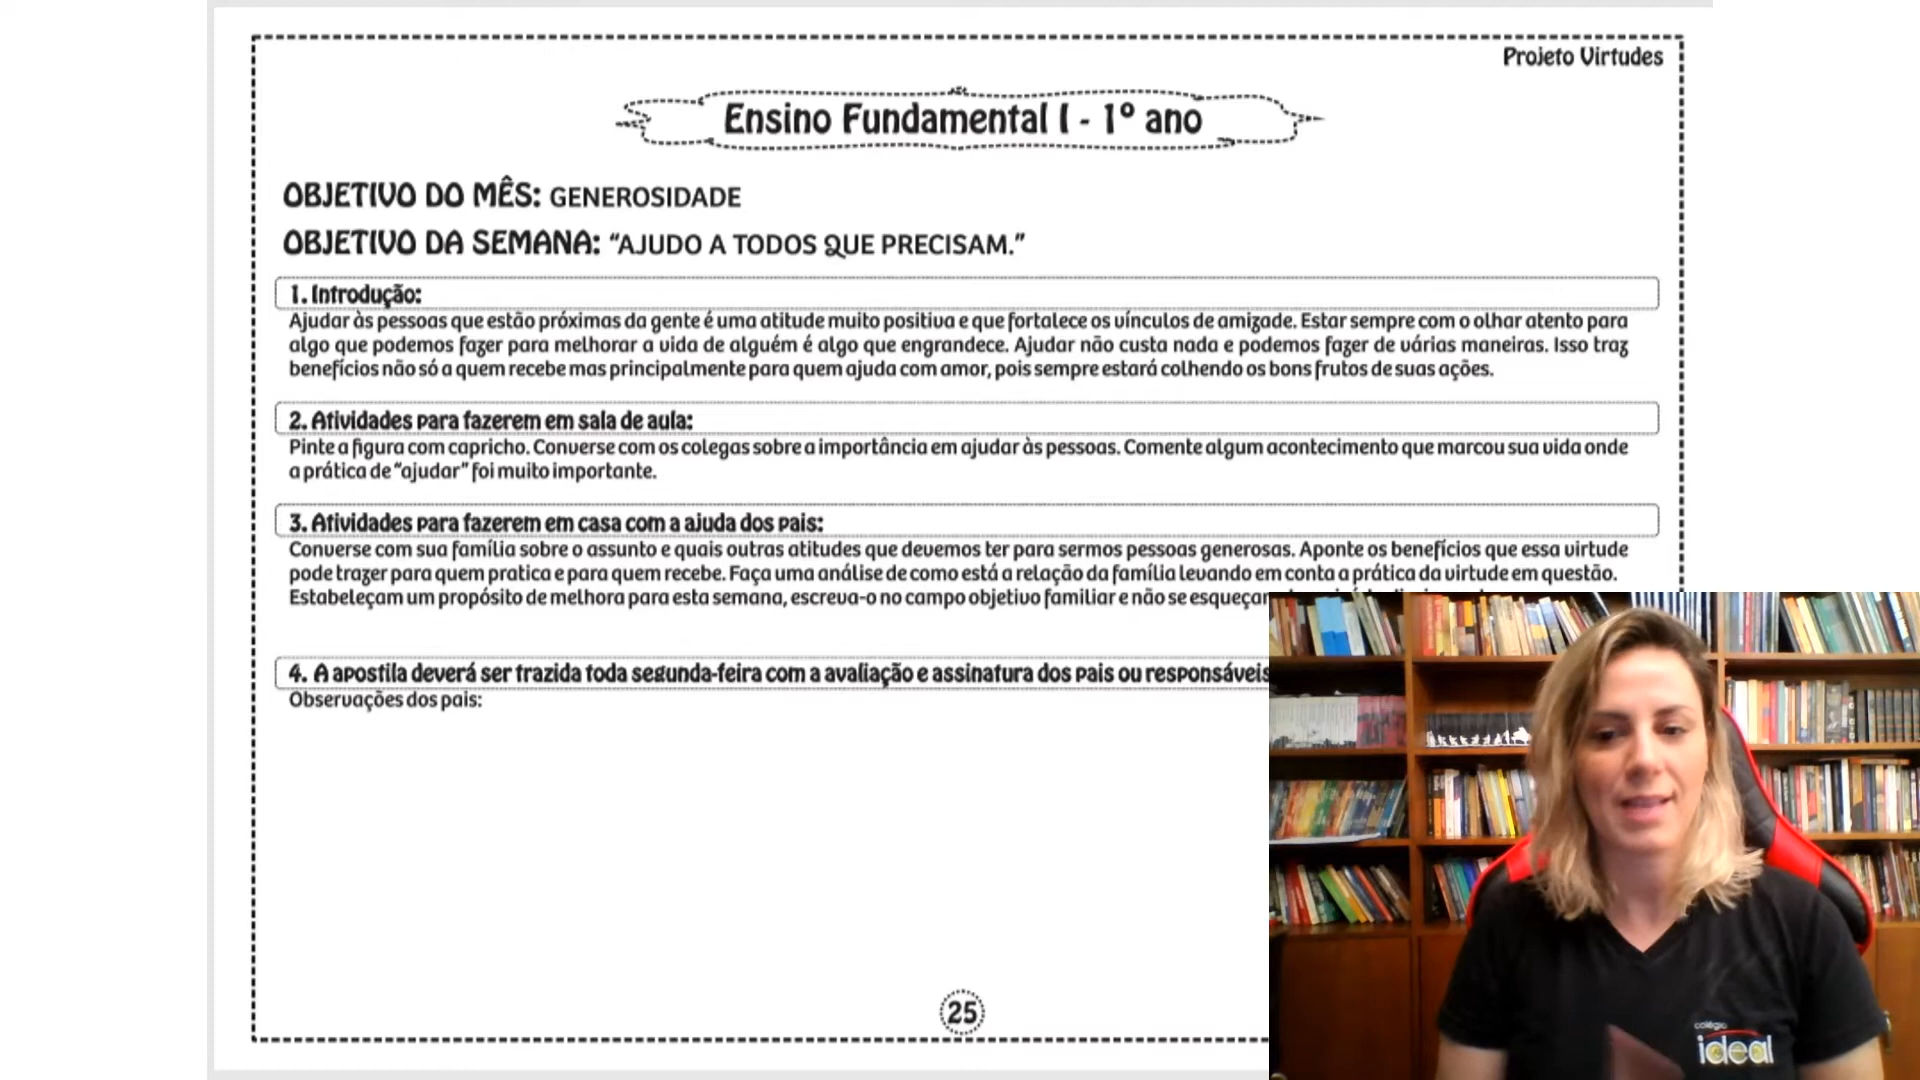 Projeto Virtudes
Ensino Fundamental I - 1º ano
OBJETIVO DO MÊS: GENEROSIDADE
OBJETIVO DA SEMANA: “AJUDO A TODOS QUE PRECISAM.”
1. Introdução:
Ajudar às pessoas que estão próximas da gente é uma atitude muito positiva e que fortalece os vínculos de amizade. Estar sempre com o olhar atento para
algo que podemos fazer para melhorar a vida de alguém é algo que engrandece. Ajudar não custa nada e podemos fazer de várias maneiras. Isso traz
benefícios não só a quem recebe mas principalmente para quem ajuda com amor, pois sempre estará colhendo os bons frutos de suas ações.
2. Atividades para fazerem em sala de aula:
Pinte a figura com capricho. Converse com os colegas sobre a importância em ajudar às pessoas. Comente algum acontecimento que marcou sua vida onde
a prática de “ajudar” foi muito importante.
3. Atividades para fazerem em casa com a ajuda dos pais:
Converse com sua família sobre o assunto e quais outras atitudes que devemos ter para sermos pessoas generosas. Aponte os benefícios que essa virtude
pode trazer para quem pratica e para quem recebe. Faça uma análise de como está a relação da família levando em conta a prática da virtude em questão.
Estabeleçam um propósito de melhora para esta semana, escreva-o no campo objetivo familiar e não se
4. A apostila deverá ser trazida toda segunda-feira com a avaliação e assinatura dos pais ou responsáveis
Observações dos pais:
25
colégio
ideal